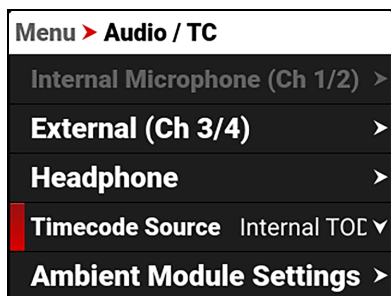 Menu > Audio / TC
Internal Microphone (Ch 1/2) >
External (Ch 3/4) >
Headphone >
Timecode Source Internal TOD
Ambient Module Settings >